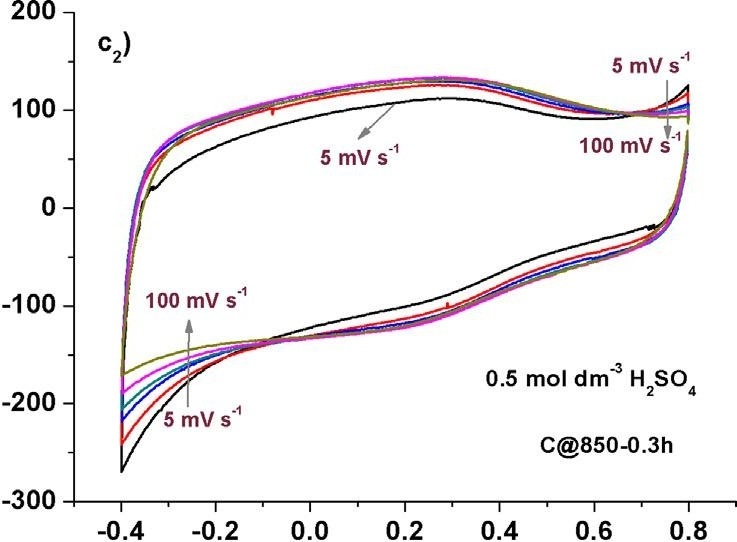 200
c₂)
5 mV s⁻¹
100
5 mV s⁻¹
100 mV s⁻¹
0
-100
100 mV s⁻¹
0.5 mol dm⁻³ H₂SO₄
-200
5 mV s⁻¹
C@850-0.3h
-300
-0.4 -0.2 0.0 0.2 0.4 0.6 0.8